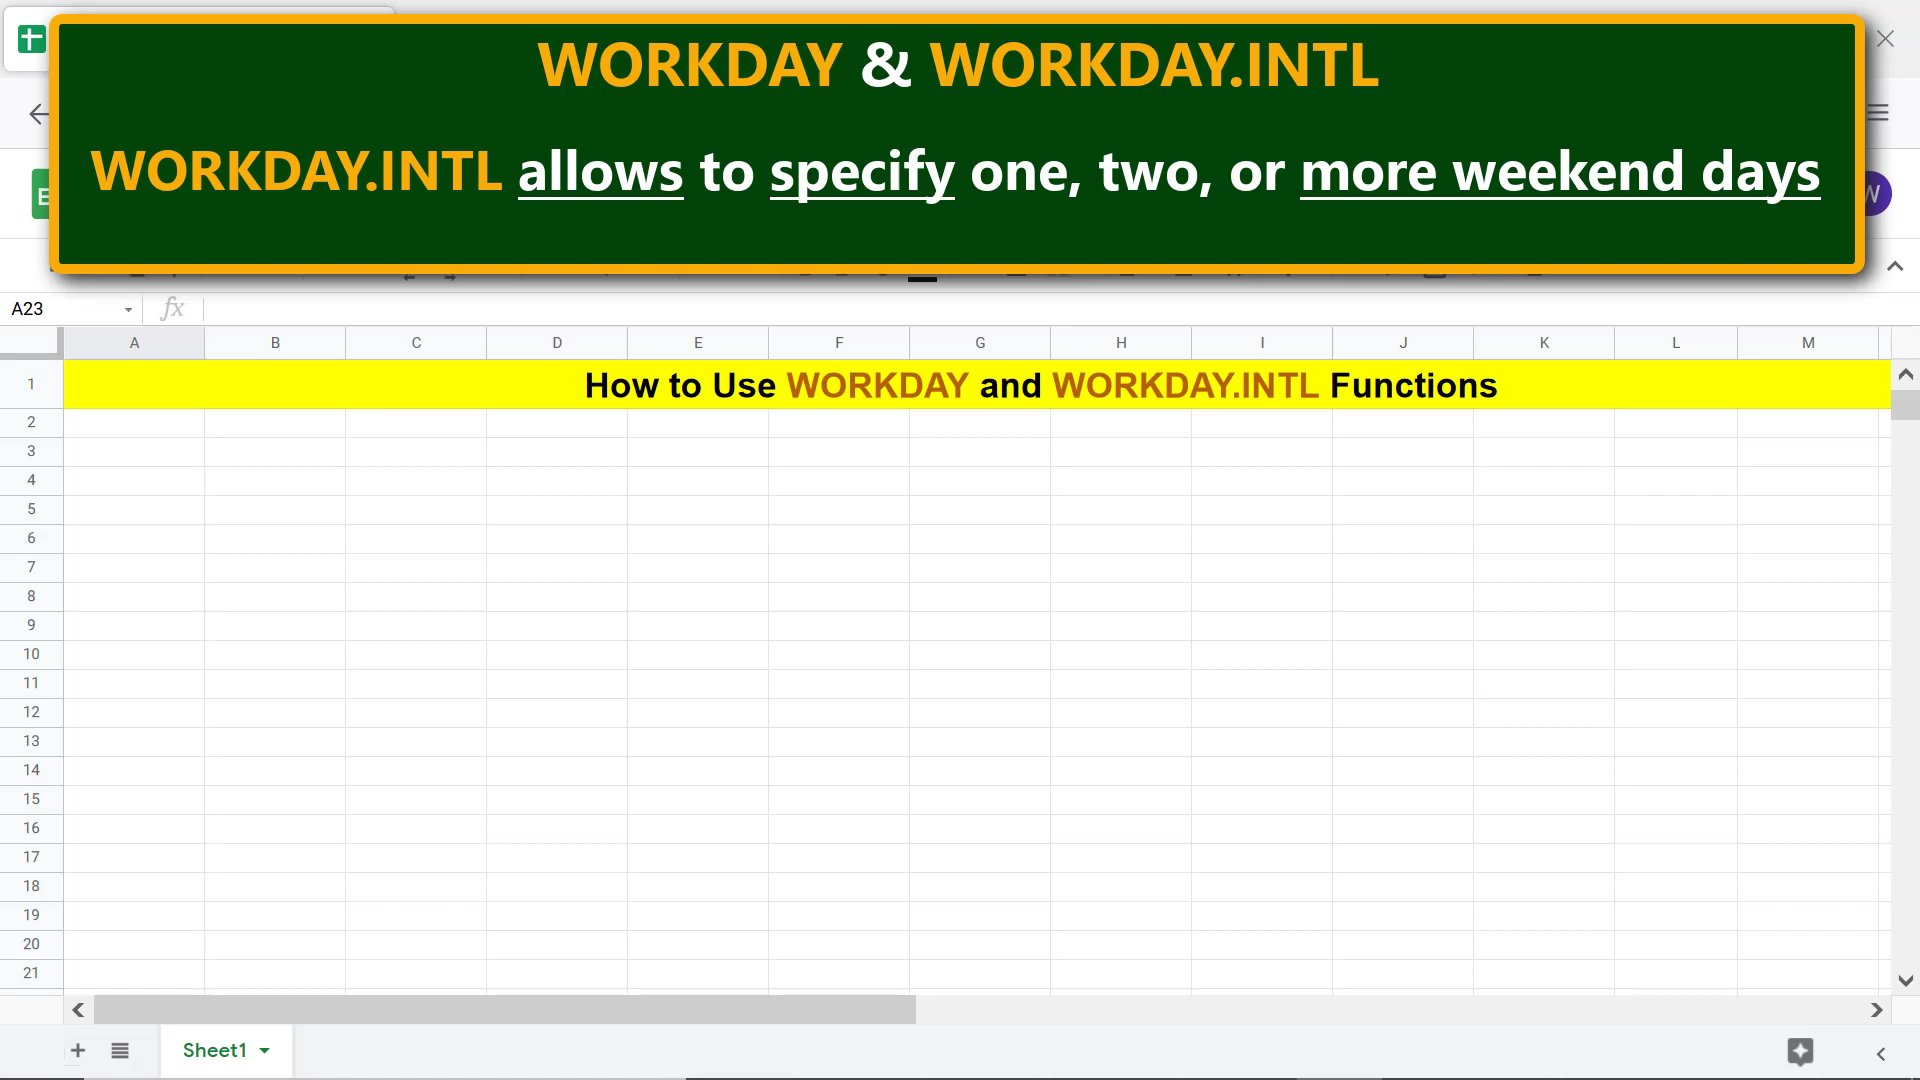 WORKDAY & WORKDAY.INTL
WORKDAY.INTL allows to specify one, two, or more weekend days
E
W
A23
fx
A B C D E F G H I J K L M
1 How to Use WORKDAY and WORKDAY.INTL Functions
2
3
4
5
6
7
8
9
10
11
12
13
14
15
16
17
18
19
20
21
Sheet1